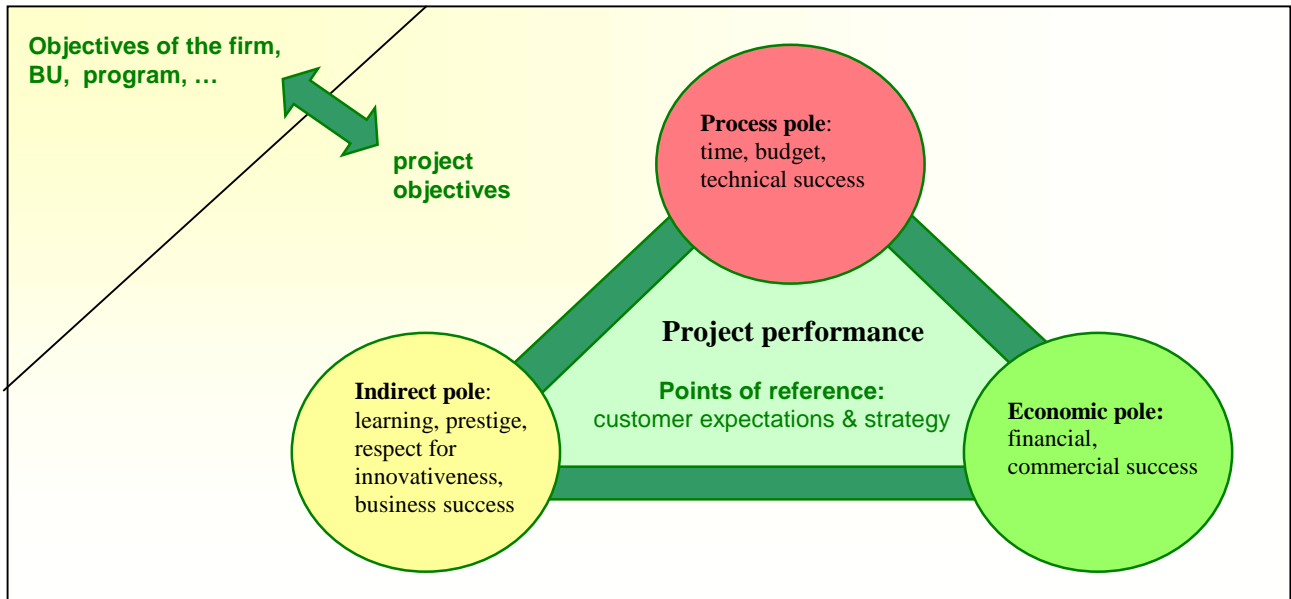 Objectives of the firm,
BU, program, …
project
objectives
Process pole:
time, budget,
technical success
Project performance
Points of reference:
customer expectations & strategy
Indirect pole:
learning, prestige,
respect for
innovativeness,
business success
Economic pole:
financial,
commercial success